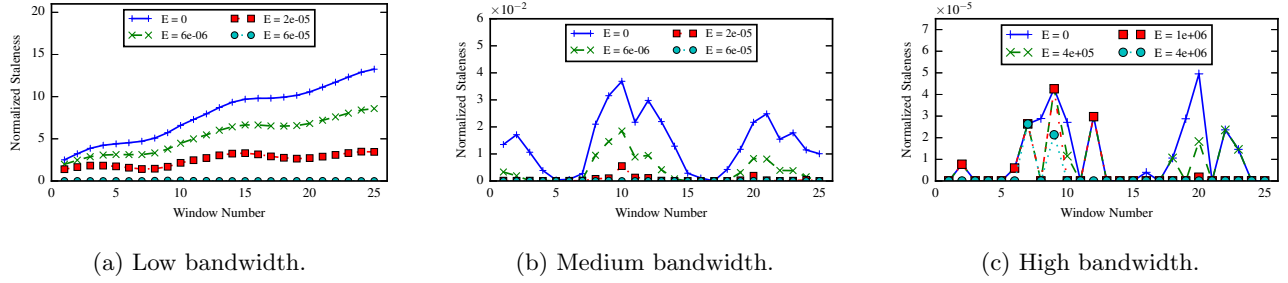 20
15
10
5
0
0 5 10 15 20 25
Window Number
Normalized Staleness
E = 0
E = 6e-06
E = 2e-05
E = 6e-05
(a) Low bandwidth.
×10⁻²
6
5
4
3
2
1
0
0 5 10 15 20 25
Window Number
Normalized Staleness
E = 0
E = 6e-06
E = 2e-05
E = 6e-05
(b) Medium bandwidth.
×10⁻⁵
7
6
5
4
3
2
1
0
0 5 10 15 20 25
Window Number
Normalized Staleness
E = 0
E = 4e+05
E = 1e+06
E = 4e+06
(c) High bandwidth.